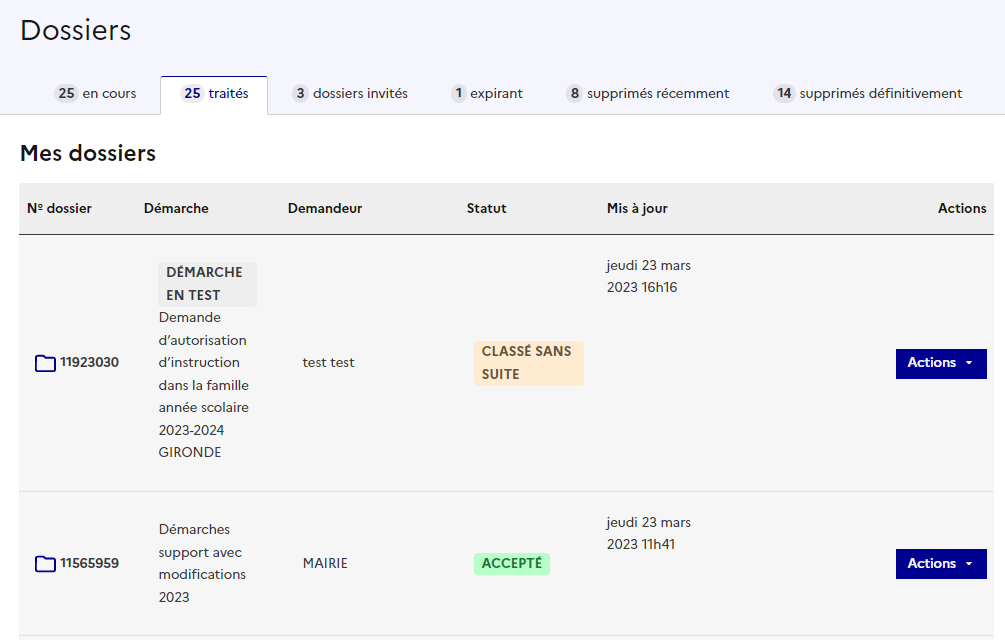 Dossiers
25 en cours
25 traités
3 dossiers invités
1 expirant
8 supprimés récemment
14 supprimés définitivement
Mes dossiers
Nº dossier
Démarche
Demandeur
Statut
Mis à jour
Actions
11923030
DÉMARCHE
EN TEST
Demande
d’autorisation
d’instruction
dans la famille
année scolaire
2023-2024
GIRONDE
test test
CLASSÉ SANS
SUITE
jeudi 23 mars
2023 16h16
Actions
11565959
Démarches
support avec
modifications
2023
MAIRIE
ACCEPTÉ
jeudi 23 mars
2023 11h41
Actions